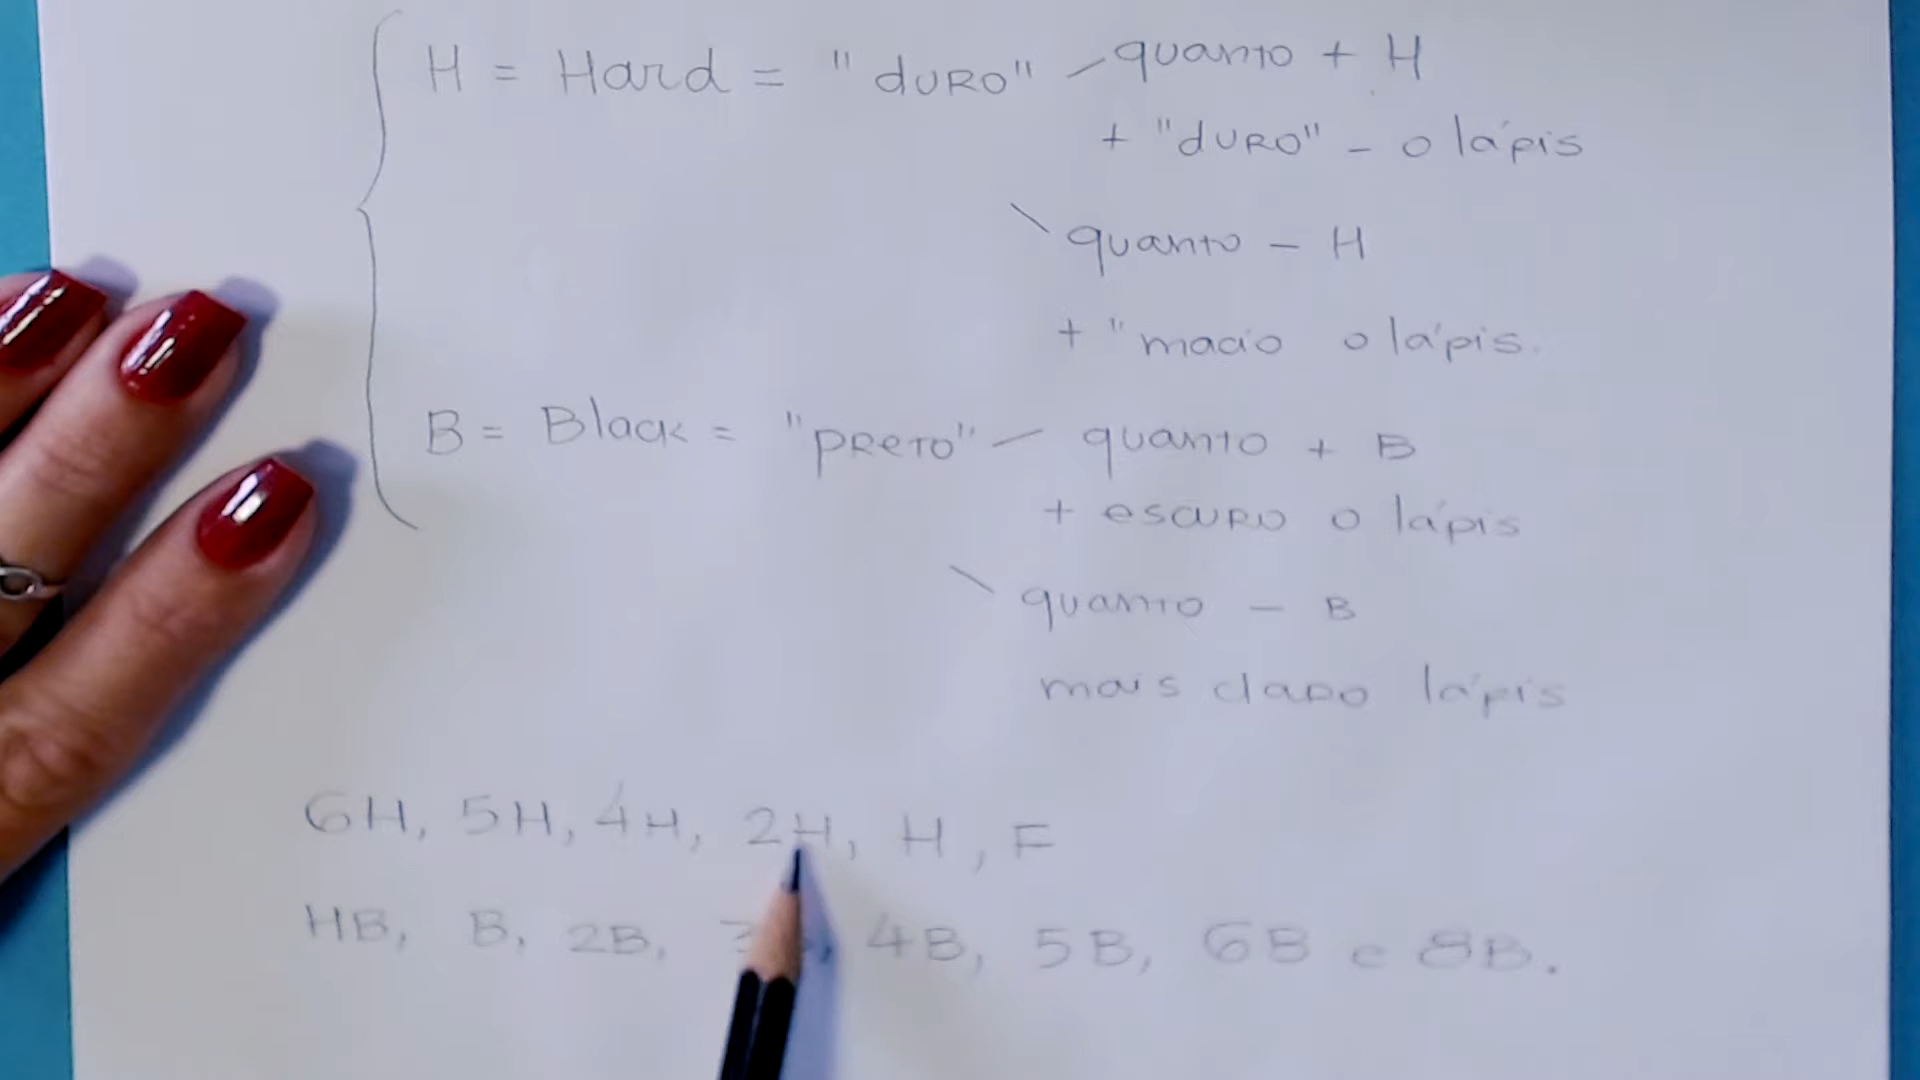 H = Hard = "duro" - quanto + H
+ "duro" - o lápis
quanto - H
+ "macio o lápis.
B = Black = "preto" - quanto + B
+ escuro o lápis
quanto - B
mais claro lápis
6H, 5H, 4H, 2H, H, F
HB, B, 2B, 4B, 5B, 6B e 8B.